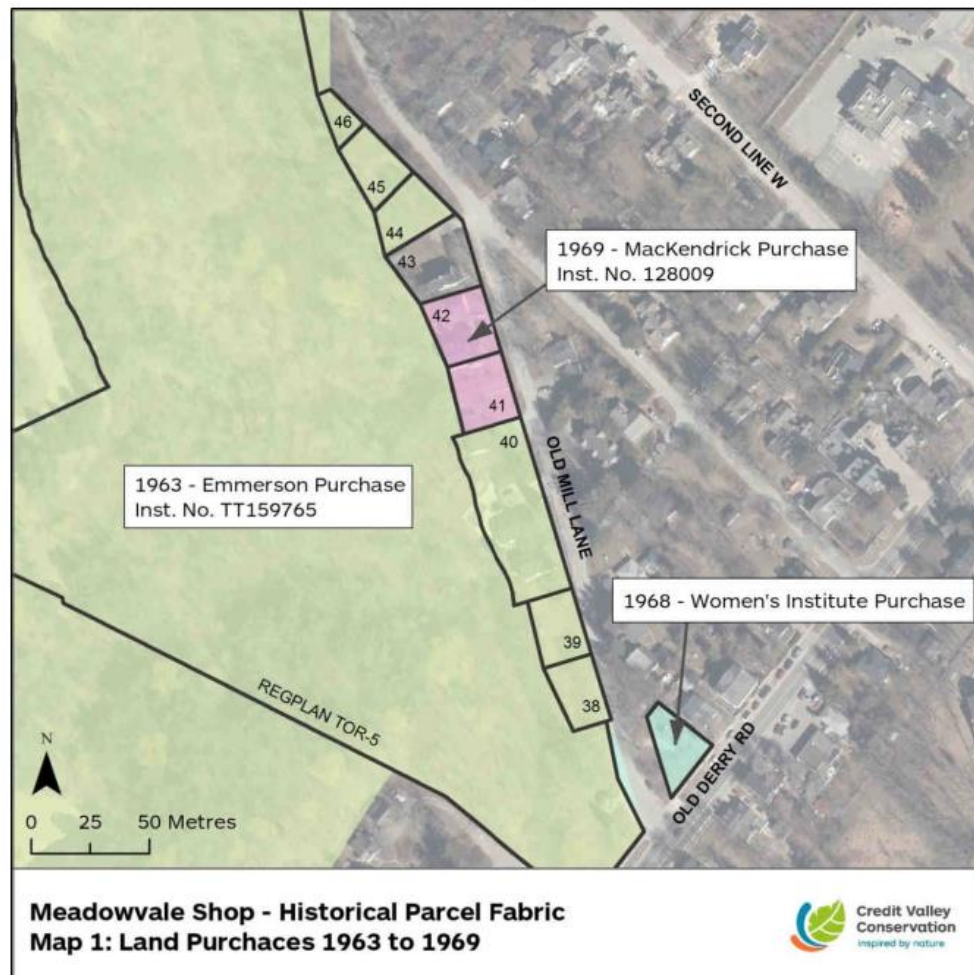 46
45
44
43
42
41
40
39
38
SECOND LINE W
1969 - MacKendrick Purchase
Inst. No. 128009
OLD MILL LANE
1963 - Emmerson Purchase
Inst. No. TT159765
1968 - Women's Institute Purchase
REGPLAN TOR-5
OLD DERRY RD
N
0 25 50 Metres
Meadowvale Shop - Historical Parcel Fabric
Map 1: Land Purchaces 1963 to 1969
Credit Valley
Conservation
inspired by nature